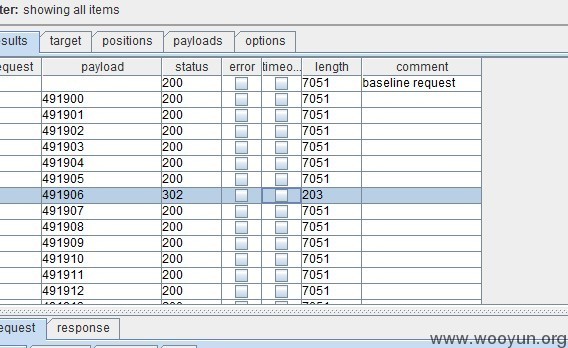 ter: showing all items
sults target positions payloads options
equest payload status error timeo... length comment
200 7051 baseline request
491900 200 7051
491901 200 7051
491902 200 7051
491903 200 7051
491904 200 7051
491905 200 7051
491906 302 203
491907 200 7051
491908 200 7051
491909 200 7051
491910 200 7051
491911 200 7051
491912 200 7051
equest response
www.wooyun.org